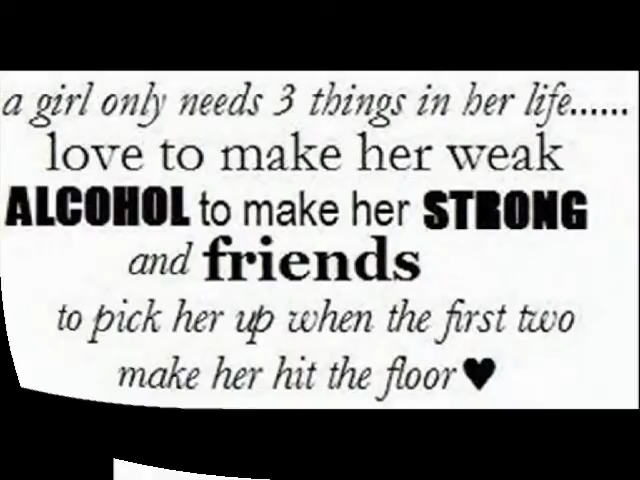 a girl only needs 3 things in her life......
love to make her weak
ALCOHOL to make her STRONG
and friends
to pick her up when the first two
make her hit the floor♥